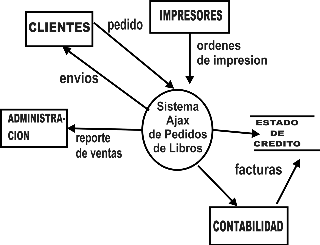 CLIENTES
pedido
IMPRESORES
ordenes
de impresion
envios
Sistema
Ajax
de Pedidos
de Libros
ADMINISTRA-
CION
reporte
de ventas
ESTADO
DE
CREDITO
facturas
CONTABILIDAD